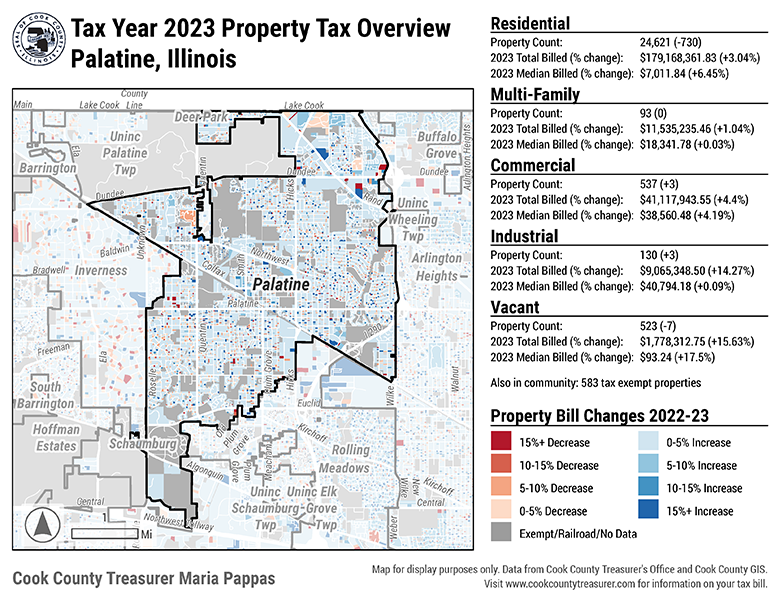 SEAL OF COOK COUNTY ILLINOIS
Tax Year 2023 Property Tax Overview
Palatine, Illinois
County
Main Lake Cook Line Lake Cook
Deer Park
Uninc
Palatine
Twp
Buffalo
Grove
Ela
Barrington
Quentin
Arlington Heights
Dundee
Dundee
Dundee
Hicks
Rand
Uninc
Wheeling
Twp
Unknown
Baldwin
Northwest
Colfax
Smith
Arlington
Heights
Bradwell
Inverness
Palatine
Palatine
Freeman
Ela
Quentin
Plum Grove
Hicks
Roselle
Wilke
Walnut
South
Barrington
Euclid
Hoffman
Estates
Schaumburg
Old
Plum
Grove
Kirchoff
Meacham
Rolling
Meadows
Algonquin
Plum
Grove
New
Wilke
Kirchoff
Central
Central
Uninc
Schaumburg
Twp
Uninc Elk
Grove
Twp
Northwest Tollway
Weber
1
Mi
Residential
Property Count: 24,621 (-730)
2023 Total Billed (% change): $179,168,361.83 (+3.04%)
2023 Median Billed (% change): $7,011.84 (+6.45%)
Multi-Family
Property Count: 93 (0)
2023 Total Billed (% change): $11,535,235.46 (+1.04%)
2023 Median Billed (% change): $18,341.78 (+0.03%)
Commercial
Property Count: 537 (+3)
2023 Total Billed (% change): $41,117,943.55 (+4.4%)
2023 Median Billed (% change): $38,560.48 (+4.19%)
Industrial
Property Count: 130 (+3)
2023 Total Billed (% change): $9,065,348.50 (+14.27%)
2023 Median Billed (% change): $40,794.18 (+0.09%)
Vacant
Property Count: 523 (-7)
2023 Total Billed (% change): $1,778,312.75 (+15.63%)
2023 Median Billed (% change): $93.24 (+17.5%)
Also in community: 583 tax exempt properties
Property Bill Changes 2022-23
15%+ Decrease 0-5% Increase
10-15% Decrease 5-10% Increase
5-10% Decrease 10-15% Increase
0-5% Decrease 15%+ Increase
Exempt/Railroad/No Data
Cook County Treasurer Maria Pappas
Map for display purposes only. Data from Cook County Treasurer's Office and Cook County GIS.
Visit www.cookcountytreasurer.com for information on your tax bill.